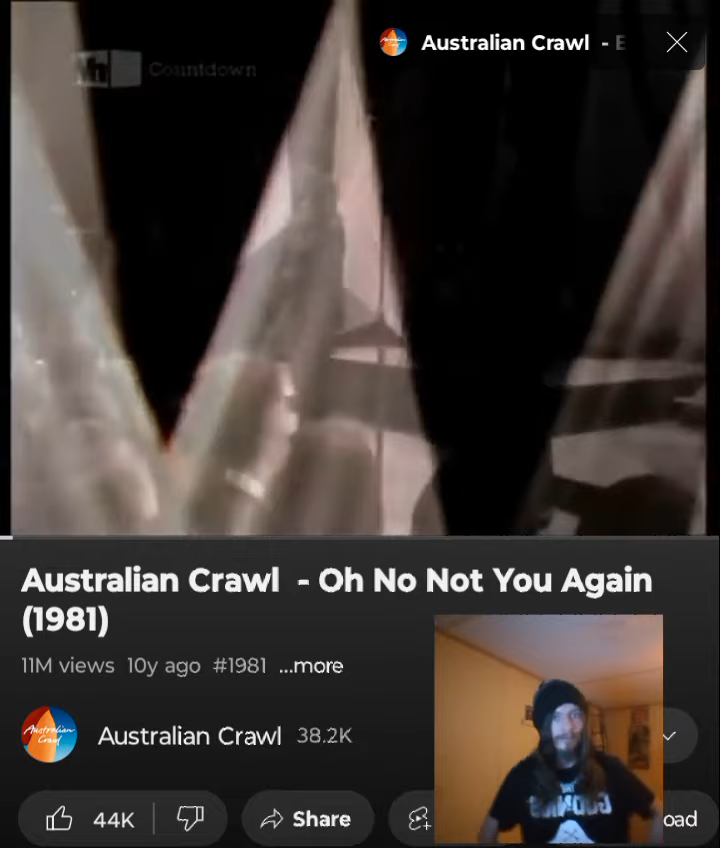 Vh Countdown
Australian Crawl - E
Australian Crawl - Oh No Not You Again
(1981)
11M views 10y ago #1981 ...more
Australian Crawl
Australian Crawl 38.2K
44K
Share
oad